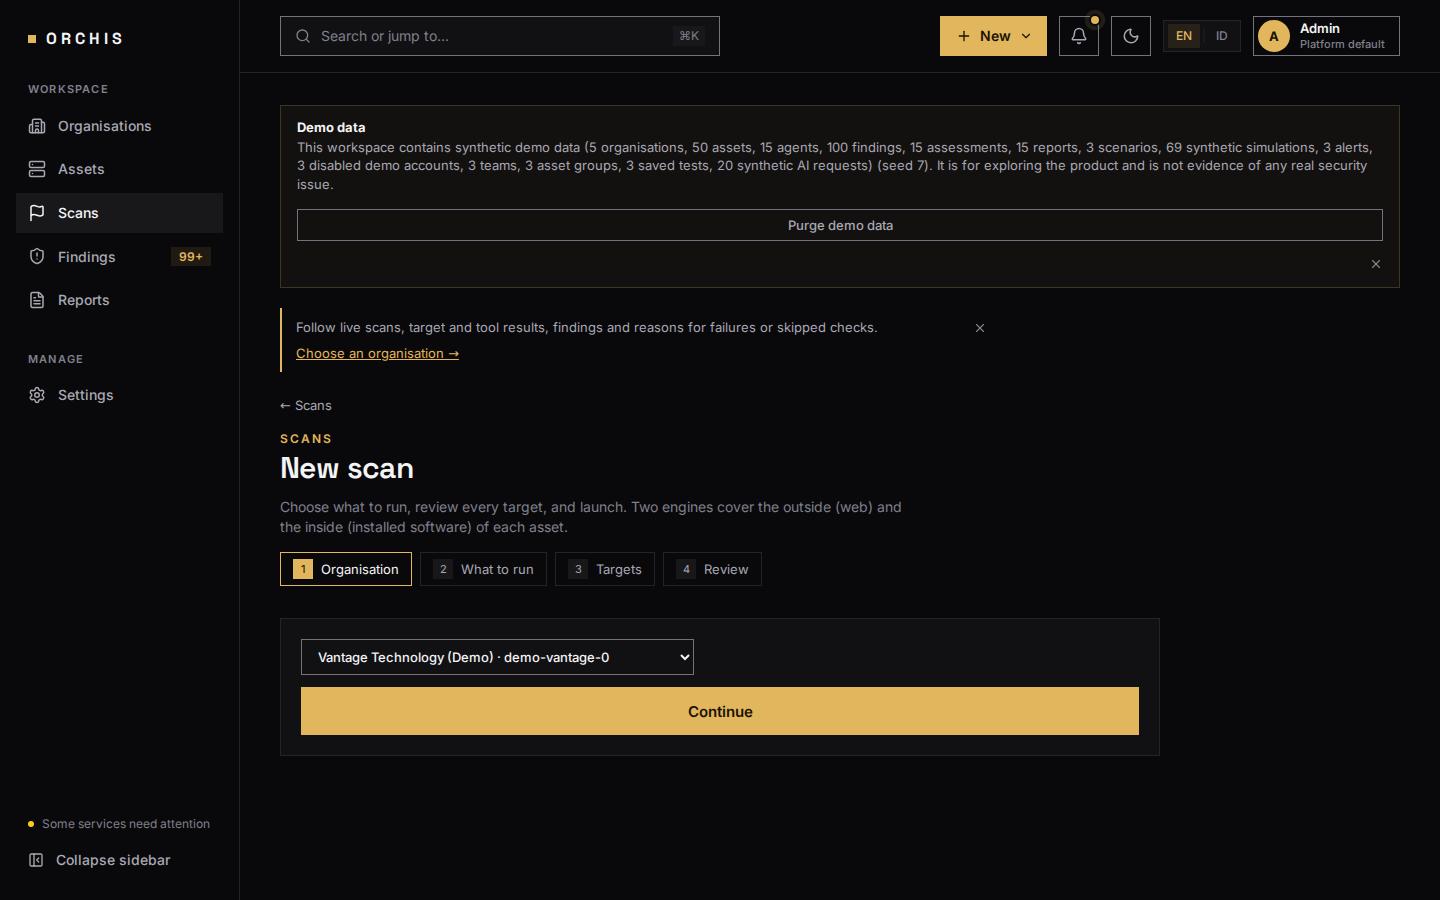 ORCHIS
Search or jump to...
⌘K
New
EN
ID
A
Admin
Platform default
WORKSPACE
Organisations
Assets
Scans
Findings
99+
Reports
MANAGE
Settings
Some services need attention
Collapse sidebar
Demo data
This workspace contains synthetic demo data (5 organisations, 50 assets, 15 agents, 100 findings, 15 assessments, 15 reports, 3 scenarios, 69 synthetic simulations, 3 alerts,
3 disabled demo accounts, 3 teams, 3 asset groups, 3 saved tests, 20 synthetic AI requests) (seed 7). It is for exploring the product and is not evidence of any real security
issue.
Purge demo data
Follow live scans, target and tool results, findings and reasons for failures or skipped checks.
Choose an organisation →
← Scans
SCANS
New scan
Choose what to run, review every target, and launch. Two engines cover the outside (web) and
the inside (installed software) of each asset.
1 Organisation
2 What to run
3 Targets
4 Review
Vantage Technology (Demo) · demo-vantage-0
Continue